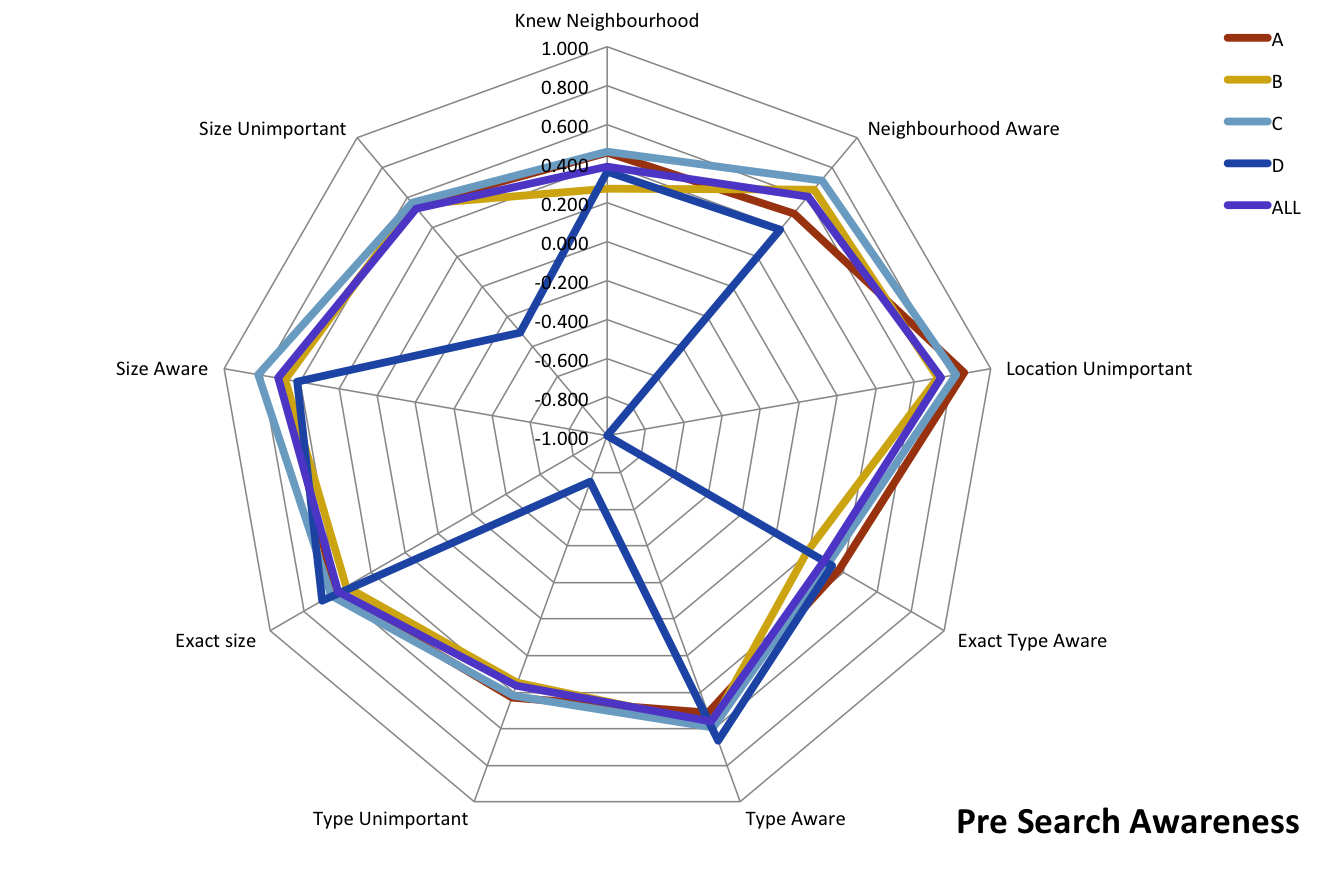 Knew Neighbourhood
1.000
0.800
0.600
0.400
0.200
0.000
-0.200
-0.400
-0.600
-0.800
-1.000
Neighbourhood Aware
Location Unimportant
Exact Type Aware
Type Aware
Type Unimportant
Exact size
Size Aware
Size Unimportant
A
B
C
D
ALL
Pre Search Awareness